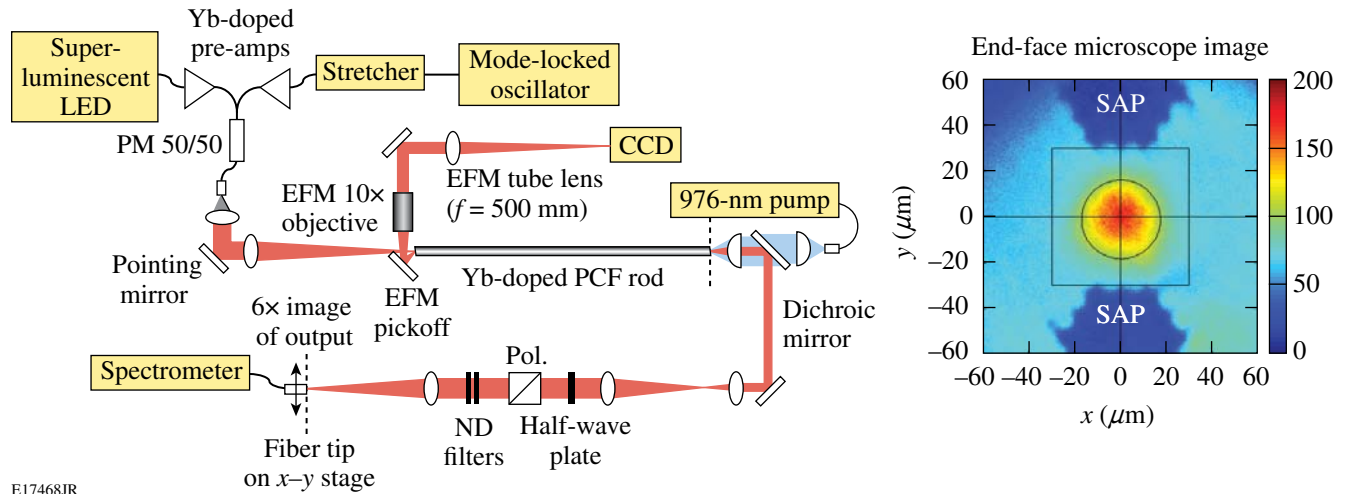 Super-
luminescent
LED
Yb-doped
pre-amps
Stretcher
Mode-locked
oscillator
PM 50/50
Pointing
mirror
EFM 10×
objective
EFM tube lens
(f = 500 mm)
CCD
976-nm pump
Yb-doped PCF rod
EFM
pickoff
Dichroic
mirror
6× image
of output
Spectrometer
Fiber tip
on x–y stage
ND
filters
Pol.
Half-wave
plate
E17468JR
End-face microscope image
60
40
20
0
–20
–40
–60
y (μm)
SAP
SAP
–60 –40 –20 0 20 40 60
x (μm)
200
150
100
50
0